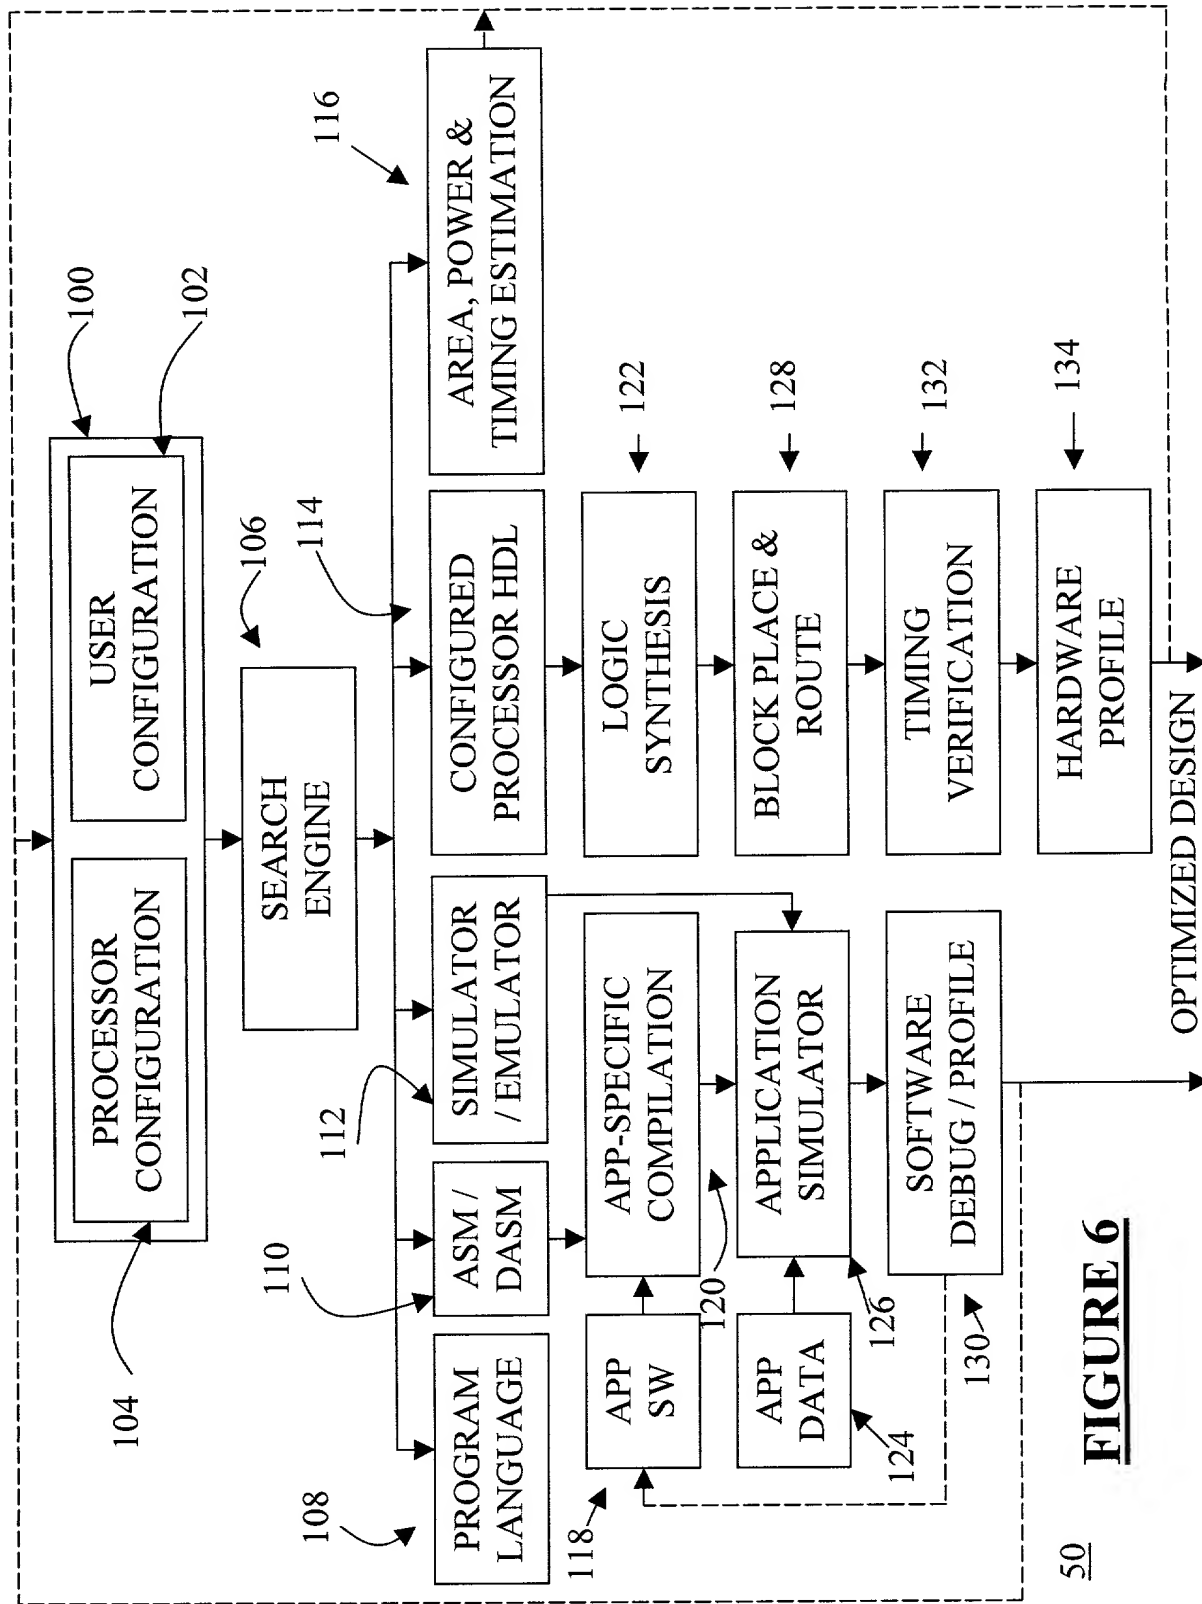 100
102
PROCESSOR
CONFIGURATION
USER
CONFIGURATION
104
106
SEARCH
ENGINE
108
110
112
114
116
PROGRAM
LANGUAGE
ASM /
DASM
SIMULATOR
/ EMULATOR
CONFIGURED
PROCESSOR HDL
AREA, POWER &
TIMING ESTIMATION
118
APP
SW
APP-SPECIFIC
COMPILATION
LOGIC
SYNTHESIS
122
120
APP
DATA
APPLICATION
SIMULATOR
BLOCK PLACE &
ROUTE
128
124
126
SOFTWARE
DEBUG / PROFILE
TIMING
VERIFICATION
132
130
HARDWARE
PROFILE
134
OPTIMIZED DESIGN
50
FIGURE 6